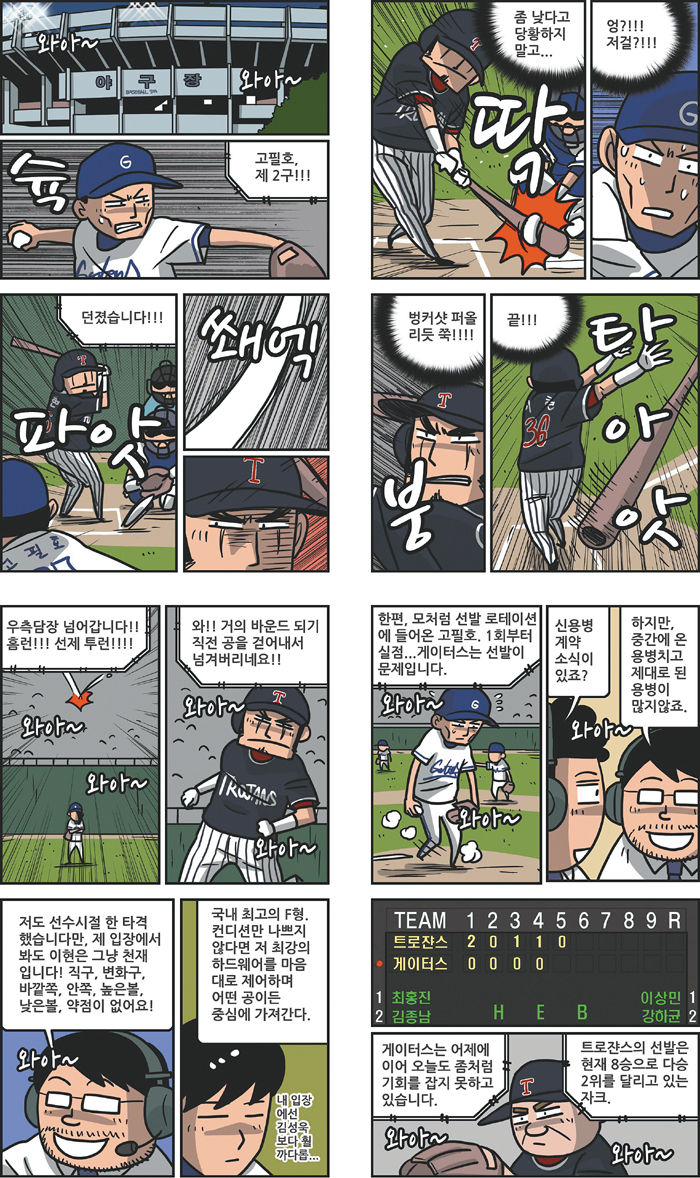 와아~
야구장
BASEBALL
와아~
고필호,
제 2구!!!
슉
G
던졌습니다!!!
T
파앗
고필호
쐐엑
T
좀 낮다고
당황하지
말고...
T
딱
엉?!!!
저걸?!!!
G
벙커샷 퍼올
리듯 쭉!!!!
T
붕
끝!!!
타
아
앗
38
우측담장 넘어갑니다!!
홈런!!! 선제 투런!!!!
와아~
와아~
와!! 거의 바운드 되기
직전 공을 걷어내서
넘겨버리네요!!
와아~
T
TROJANS
와아~
한편, 모처럼 선발 로테이션
에 들어온 고필호. 1회부터
실점...게이터스는 선발이
문제입니다.
와아~
G
와아~
신용병
계약
소식이
있죠?
하지만,
중간에 온
용병치고
제대로 된
용병이
많지않죠.
와아~
저도 선수시절 한 타격
했습니다만, 제 입장에서
봐도 이현은 그냥 천재
입니다! 직구, 변화구,
바깥쪽, 안쪽, 높은볼,
낮은볼, 약점이 없어요!
와아~
국내 최고의 F형.
컨디션만 나쁘지
않다면 저 최강의
하드웨어를 마음
대로 제어하며
어떤 공이든
중심에 가져간다.
...
내 입장
에선
김성욱
보다 훨
까다롭...
TEAM 1 2 3 4 5 6 7 8 9 R
트로쟌스 2 0 1 1 0
게이터스 0 0 0 0
1 최홍진 이상민 1
2 김종남 H E B 강하균 2
게이터스는 어제에
이어 오늘도 좀처럼
기회를 잡지 못하고
있습니다.
트로쟌스의 선발은
현재 8승으로 다승
2위를 달리고 있는
자크.
T
와아~
와아~